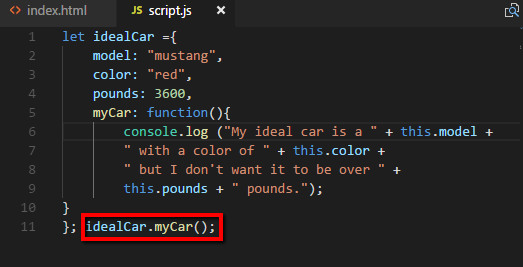 <> index.html JS script.js ×
1 let idealCar ={
2 model: "mustang",
3 color: "red",
4 pounds: 3600,
5 myCar: function(){
6 console.log ("My ideal car is a " + this.model +
7 " with a color of " + this.color +
8 " but I don't want it to be over " +
9 this.pounds + " pounds.");
10 }
11 }; idealCar.myCar();